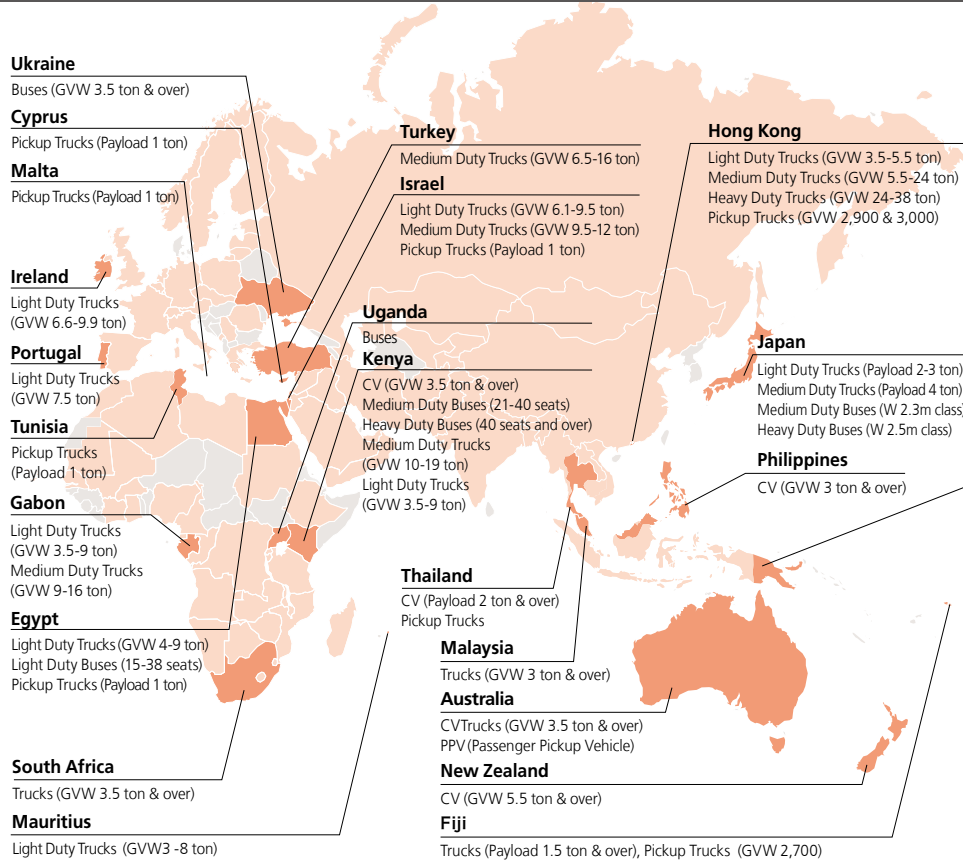 Ukraine
Buses (GVW 3.5 ton & over)
Cyprus
Pickup Trucks (Payload 1 ton)
Malta
Pickup Trucks (Payload 1 ton)
Ireland
Light Duty Trucks
(GVW 6.6-9.9 ton)
Portugal
Light Duty Trucks
(GVW 7.5 ton)
Tunisia
Pickup Trucks
(Payload 1 ton)
Gabon
Light Duty Trucks
(GVW 3.5-9 ton)
Medium Duty Trucks
(GVW 9-16 ton)
Egypt
Light Duty Trucks (GVW 4-9 ton)
Light Duty Buses (15-38 seats)
Pickup Trucks (Payload 1 ton)
South Africa
Trucks (GVW 3.5 ton & over)
Mauritius
Light Duty Trucks (GVW3 -8 ton)
Turkey
Medium Duty Trucks (GVW 6.5-16 ton)
Israel
Light Duty Trucks (GVW 6.1-9.5 ton)
Medium Duty Trucks (GVW 9.5-12 ton)
Pickup Trucks (Payload 1 ton)
Uganda
Buses
Kenya
CV (GVW 3.5 ton & over)
Medium Duty Buses (21-40 seats)
Heavy Duty Buses (40 seats and over)
Medium Duty Trucks
(GVW 10-19 ton)
Light Duty Trucks
(GVW 3.5-9 ton)
Thailand
CV (Payload 2 ton & over)
Pickup Trucks
Malaysia
Trucks (GVW 3 ton & over)
Australia
CVTrucks (GVW 3.5 ton & over)
PPV (Passenger Pickup Vehicle)
New Zealand
CV (GVW 5.5 ton & over)
Fiji
Trucks (Payload 1.5 ton & over), Pickup Trucks (GVW 2,700)
Hong Kong
Light Duty Trucks (GVW 3.5-5.5 ton)
Medium Duty Trucks (GVW 5.5-24 ton)
Heavy Duty Trucks (GVW 24-38 ton)
Pickup Trucks (GVW 2,900 & 3,000)
Japan
Light Duty Trucks (Payload 2-3 ton)
Medium Duty Trucks (Payload 4 ton)
Medium Duty Buses (W 2.3m class)
Heavy Duty Buses (W 2.5m class)
Philippines
CV (GVW 3 ton & over)